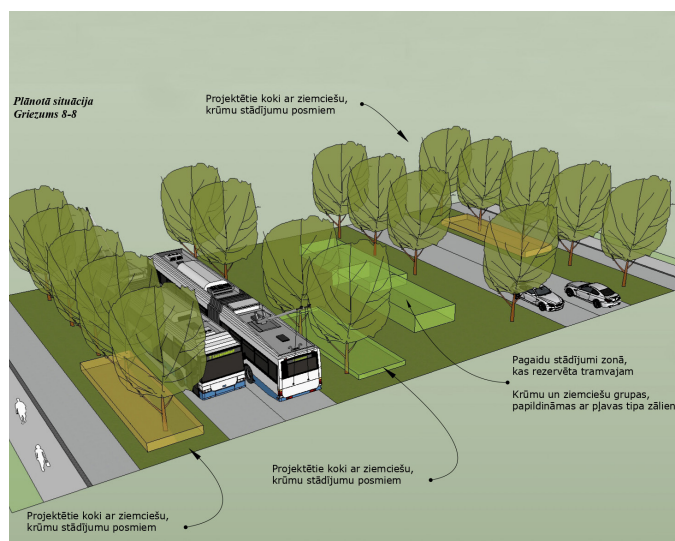 Plānotā situācija
Griezums 8-8
Projektētie koki ar ziemciešu,
krūmu stādījumu posmiem
Pagaidu stādījumi zonā,
kas rezervēta tramvajam
Krūmu un ziemciešu grupas,
papildināmas ar pļavas tipa zālien
Projektētie koki ar ziemciešu,
krūmu stādījumu posmiem
Projektētie koki ar ziemciešu,
krūmu stādījumu posmiem